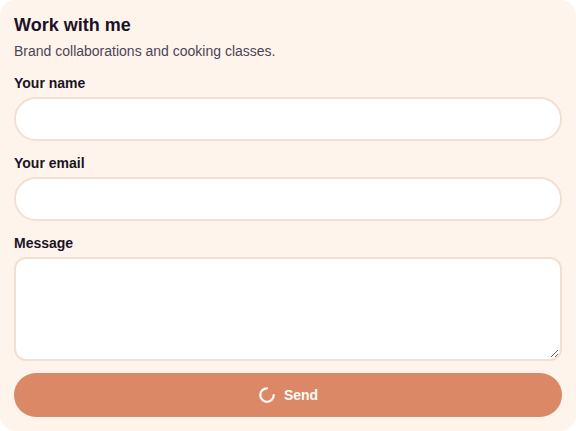 Work with me
Brand collaborations and cooking classes.
Your name
Your email
Message
Send